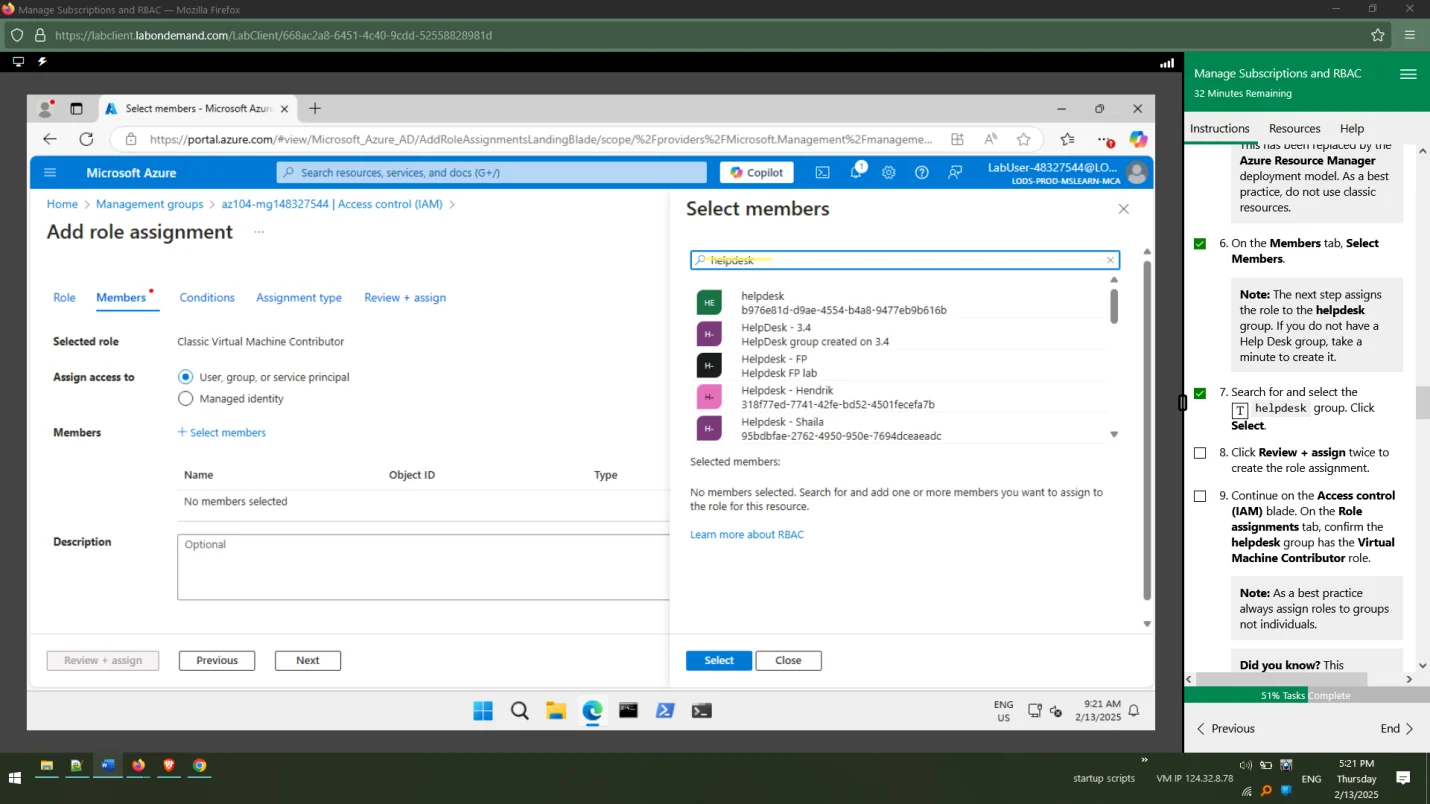 Manage Subscriptions and RBAC — Mozilla Firefox
https://labclient.labondemand.com/LabClient/668ac2a8-6451-4c40-9cdd-52558828981d
Manage Subscriptions and RBAC
32 Minutes Remaining
Instructions Resources Help
This has been replaced by the
Azure Resource Manager
deployment model. As a best
practice, do not use classic
resources.
6. On the Members tab, Select
Members.
Note: The next step assigns
the role to the helpdesk
group. If you do not have a
Help Desk group, take a
minute to create it.
7. Search for and select the
T helpdesk group. Click
Select.
8. Click Review + assign twice to
create the role assignment.
9. Continue on the Access control
(IAM) blade. On the Role
assignments tab, confirm the
helpdesk group has the Virtual
Machine Contributor role.
Note: As a best practice
always assign roles to groups
not individuals.
Did you know? This
51% Tasks Complete
Previous End
Select members - Microsoft Azur
https://portal.azure.com/#view/Microsoft_Azure_AD/AddRoleAssignmentsLandingBlade/scope/%2Fproviders%2FMicrosoft.Management%2Fmanageme...
Microsoft Azure
Search resources, services, and docs (G+/)
Copilot
1
LabUser-48327544@LO...
LODS-PROD-MSLEARN-MCA
Home > Management groups > az104-mg148327544 | Access control (IAM) >
Add role assignment ...
Role Members Conditions Assignment type Review + assign
Selected role Classic Virtual Machine Contributor
Assign access to User, group, or service principal
Managed identity
Members + Select members
Name Object ID Type
No members selected
Description Optional
Review + assign Previous Next
Select members
helpdesk
HE helpdesk
b976e81d-d9ae-4554-b4a8-9477eb9b616b
H- HelpDesk - 3.4
HelpDesk group created on 3.4
H- Helpdesk - FP
Helpdesk FP lab
H- Helpdesk - Hendrik
318f77ed-7741-42fe-bd52-4501fecefa7b
H- Helpdesk - Shaila
95bdbfae-2762-4950-950e-7694dceaeadc
Selected members:
No members selected. Search for and add one or more members you want to assign to
the role for this resource.
Learn more about RBAC
Select Close
ENG
US
9:21 AM
2/13/2025
startup scripts VM IP 124.32.8.78
ENG
5:21 PM
Thursday
2/13/2025